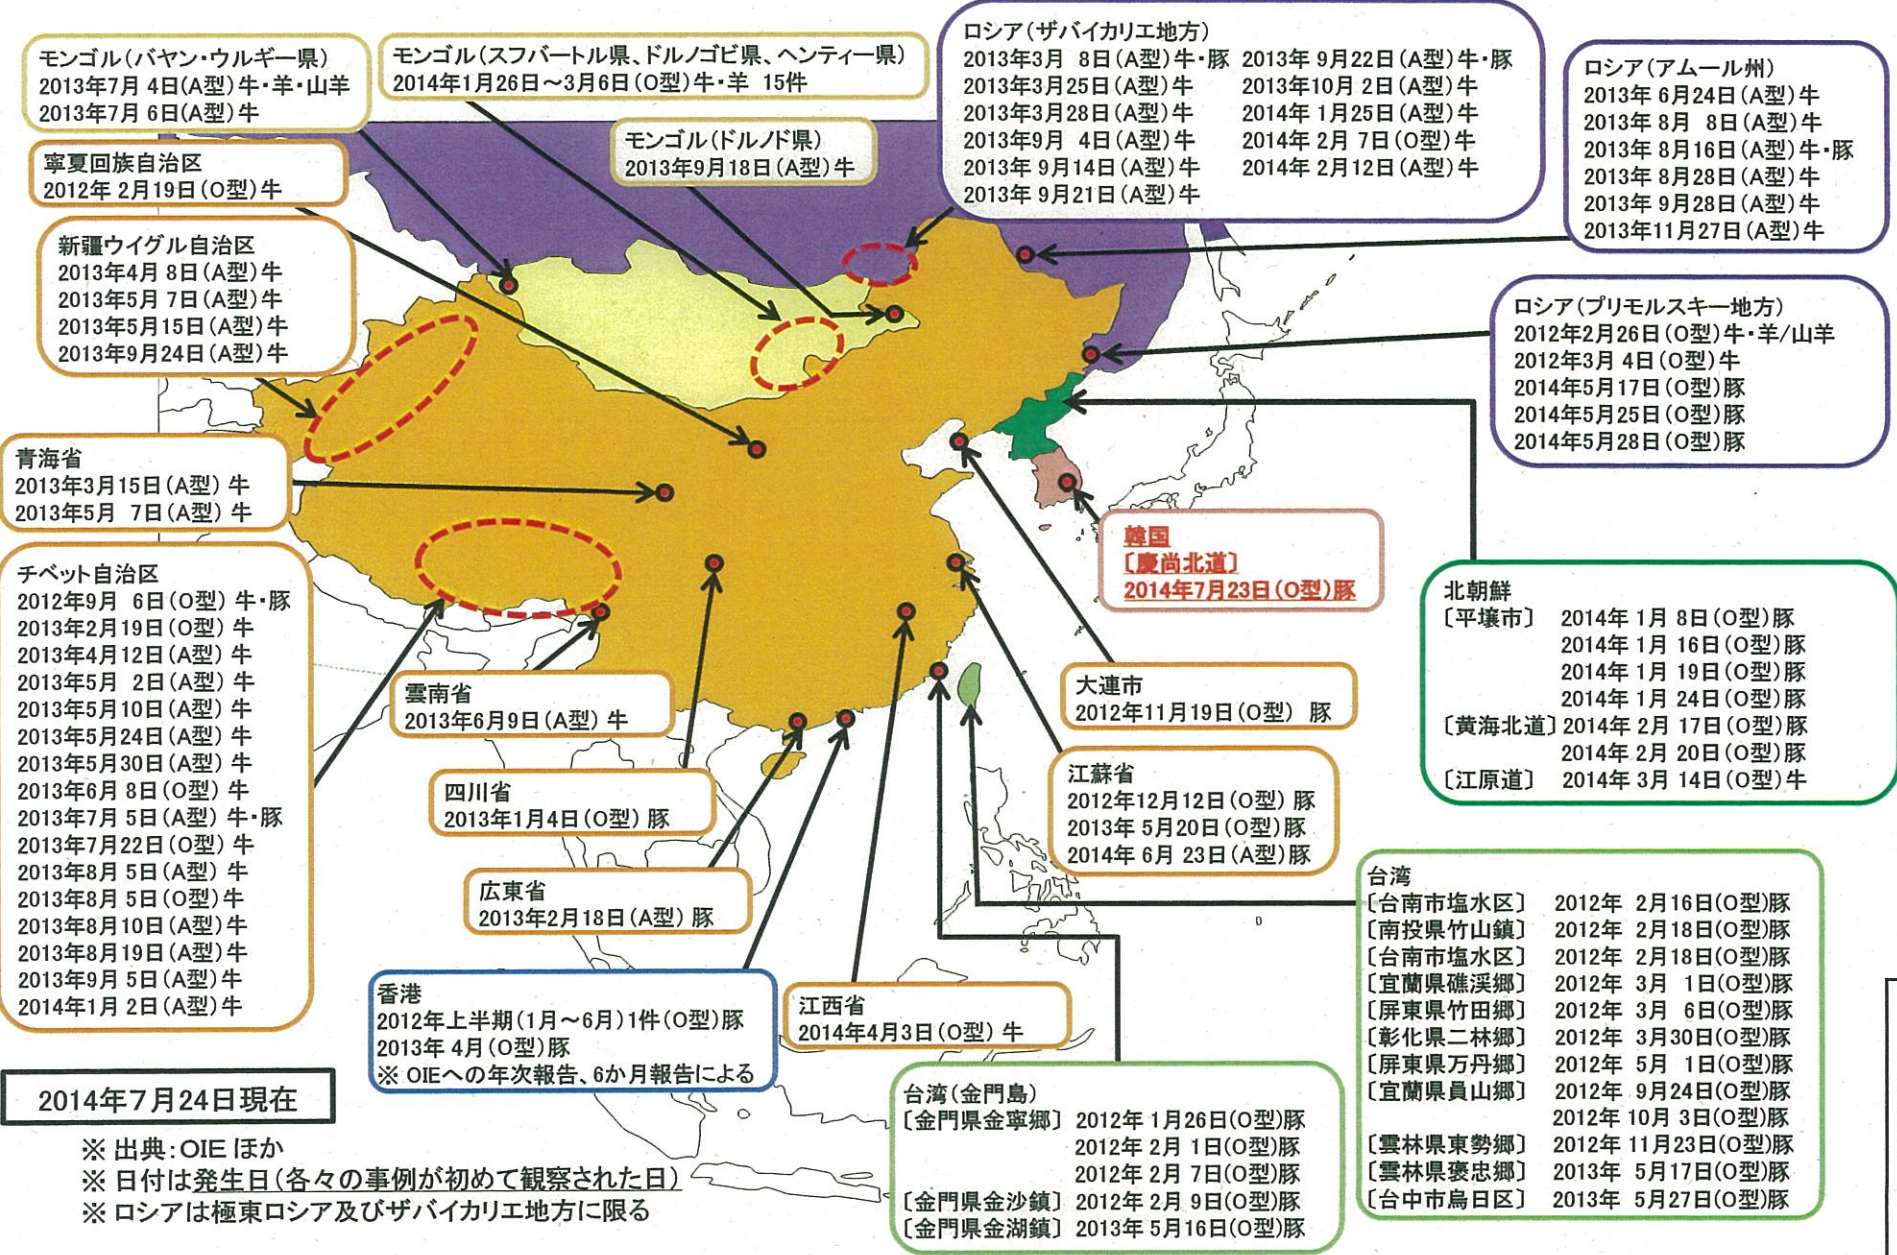 モンゴル(バヤン・ウルギー県)
2013年7月 4日(A型)牛・羊・山羊
2013年7月 6日(A型)牛
モンゴル(スフバートル県、ドルノゴビ県、ヘンティー県)
2014年1月26日～3月6日(O型)牛・羊 15件
モンゴル(ドルノド県)
2013年9月18日(A型)牛
ロシア(ザバイカリエ地方)
2013年3月 8日(A型)牛・豚 2013年 9月22日(A型)牛・豚
2013年3月25日(A型)牛 2013年10月 2日(A型)牛
2013年3月28日(A型)牛 2014年 1月25日(A型)牛
2013年9月 4日(A型)牛 2014年 2月 7日(O型)牛
2013年 9月14日(A型)牛 2014年 2月12日(A型)牛
2013年 9月21日(A型)牛
ロシア(アムール州)
2013年 6月24日(A型)牛
2013年 8月 8日(A型)牛
2013年 8月16日(A型)牛・豚
2013年 8月28日(A型)牛
2013年 9月28日(A型)牛
2013年11月27日(A型)牛
寧夏回族自治区
2012年 2月19日(O型)牛
新疆ウイグル自治区
2013年4月 8日(A型)牛
2013年5月 7日(A型)牛
2013年5月15日(A型)牛
2013年9月24日(A型)牛
ロシア(プリモルスキー地方)
2012年2月26日(O型)牛・羊/山羊
2012年3月 4日(O型)牛
2014年5月17日(O型)豚
2014年5月25日(O型)豚
2014年5月28日(O型)豚
青海省
2013年3月15日(A型) 牛
2013年5月 7日(A型) 牛
韓国
〔慶尚北道〕
2014年7月23日(O型)豚
チベット自治区
2012年9月 6日(O型) 牛・豚
2013年2月19日(O型) 牛
2013年4月12日(A型) 牛
2013年5月 2日(A型) 牛
2013年5月10日(A型) 牛
2013年5月24日(A型) 牛
2013年5月30日(A型) 牛
2013年6月 8日(O型) 牛
2013年7月 5日(A型) 牛・豚
2013年7月22日(O型) 牛
2013年8月 5日(A型) 牛
2013年8月 5日(O型)牛
2013年8月10日(A型)牛
2013年8月19日(A型)牛
2013年9月 5日(A型)牛
2014年1月 2日(A型)牛
北朝鮮
〔平壌市〕 2014年 1月 8日(O型)豚
2014年 1月 16日(O型)豚
2014年 1月 19日(O型)豚
2014年 1月 24日(O型)豚
〔黄海北道〕 2014年 2月 17日(O型)豚
2014年 2月 20日(O型)豚
〔江原道〕 2014年 3月 14日(O型)牛
雲南省
2013年6月9日(A型) 牛
大連市
2012年11月19日(O型) 豚
四川省
2013年1月4日(O型) 豚
江蘇省
2012年12月12日(O型) 豚
2013年 5月20日(O型)豚
2014年 6月 23日(A型)豚
広東省
2013年2月18日(A型) 豚
台湾
〔台南市塩水区〕 2012年 2月16日(O型)豚
〔南投県竹山鎮〕 2012年 2月18日(O型)豚
〔台南市塩水区〕 2012年 2月18日(O型)豚
〔宜蘭県礁渓郷〕 2012年 3月 1日(O型)豚
〔屏東県竹田郷〕 2012年 3月 6日(O型)豚
〔彰化県二林郷〕 2012年 3月30日(O型)豚
〔屏東県万丹郷〕 2012年 5月 1日(O型)豚
〔宜蘭県員山郷〕 2012年 9月24日(O型)豚
2012年 10月 3日(O型)豚
〔雲林県東勢郷〕 2012年 11月23日(O型)豚
〔雲林県褒忠郷〕 2013年 5月17日(O型)豚
〔台中市烏日区〕 2013年 5月27日(O型)豚
香港
2012年上半期(1月～6月)1件(O型)豚
2013年 4月(O型)豚
※ OIEへの年次報告、6か月報告による
江西省
2014年4月3日(O型) 牛
台湾(金門島)
〔金門県金寧郷〕 2012年 1月26日(O型)豚
2012年 2月 1日(O型)豚
2012年 2月 7日(O型)豚
〔金門県金沙鎮〕 2012年 2月 9日(O型)豚
〔金門県金湖鎮〕 2013年 5月16日(O型)豚
2014年7月24日現在
※ 出典:OIE ほか
※ 日付は発生日(各々の事例が初めて観察された日)
※ ロシアは極東ロシア及びザバイカリエ地方に限る